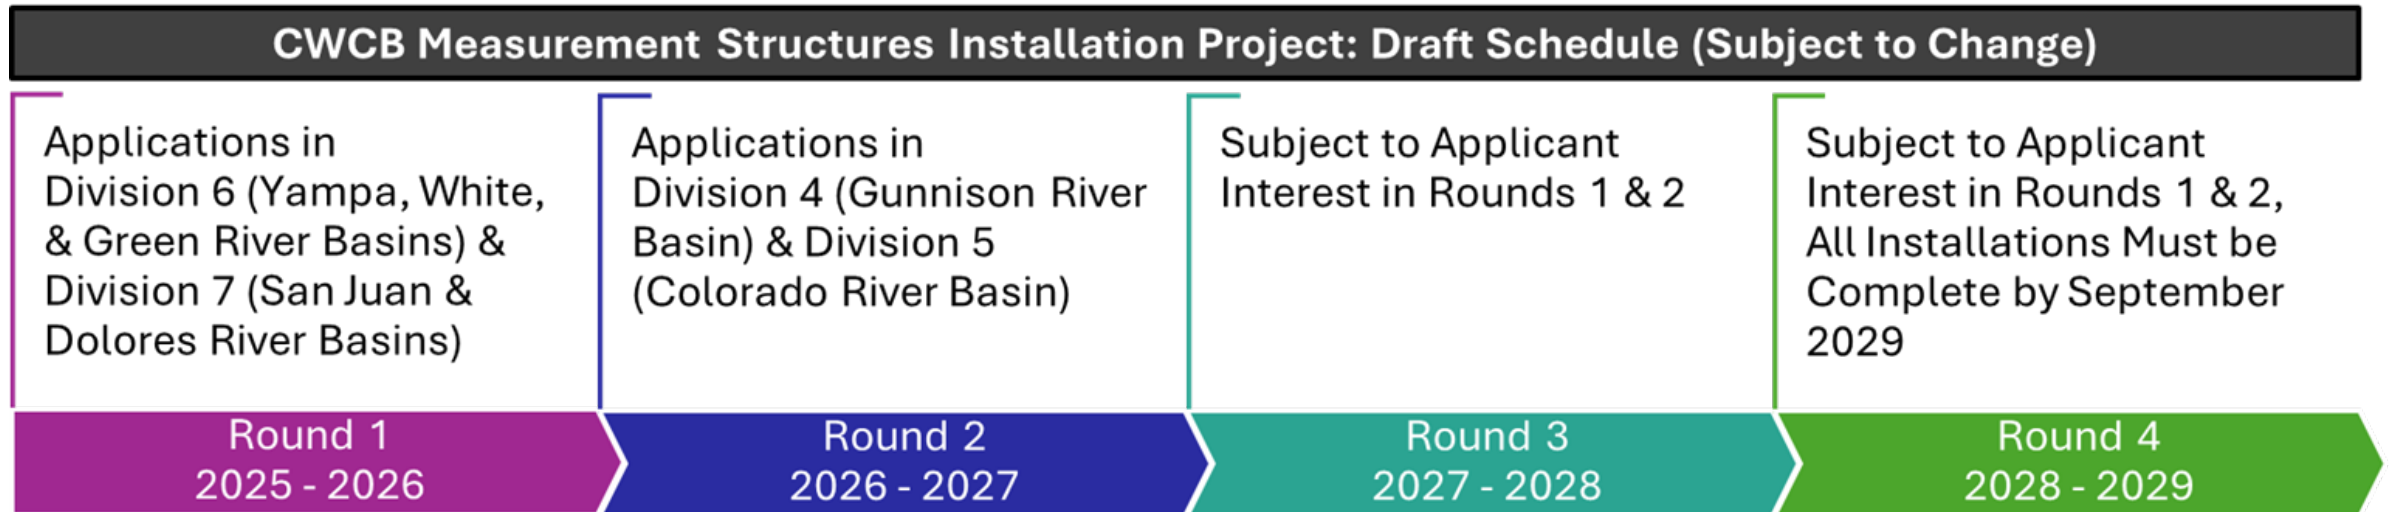 CWCB Measurement Structures Installation Project: Draft Schedule (Subject to Change)
Applications in
Division 6 (Yampa, White,
& Green River Basins) &
Division 7 (San Juan &
Dolores River Basins)
Round 1
2025 - 2026
Applications in
Division 4 (Gunnison River
Basin) & Division 5
(Colorado River Basin)
Round 2
2026 - 2027
Subject to Applicant
Interest in Rounds 1 & 2
Round 3
2027 - 2028
Subject to Applicant
Interest in Rounds 1 & 2,
All Installations Must be
Complete by September
2029
Round 4
2028 - 2029